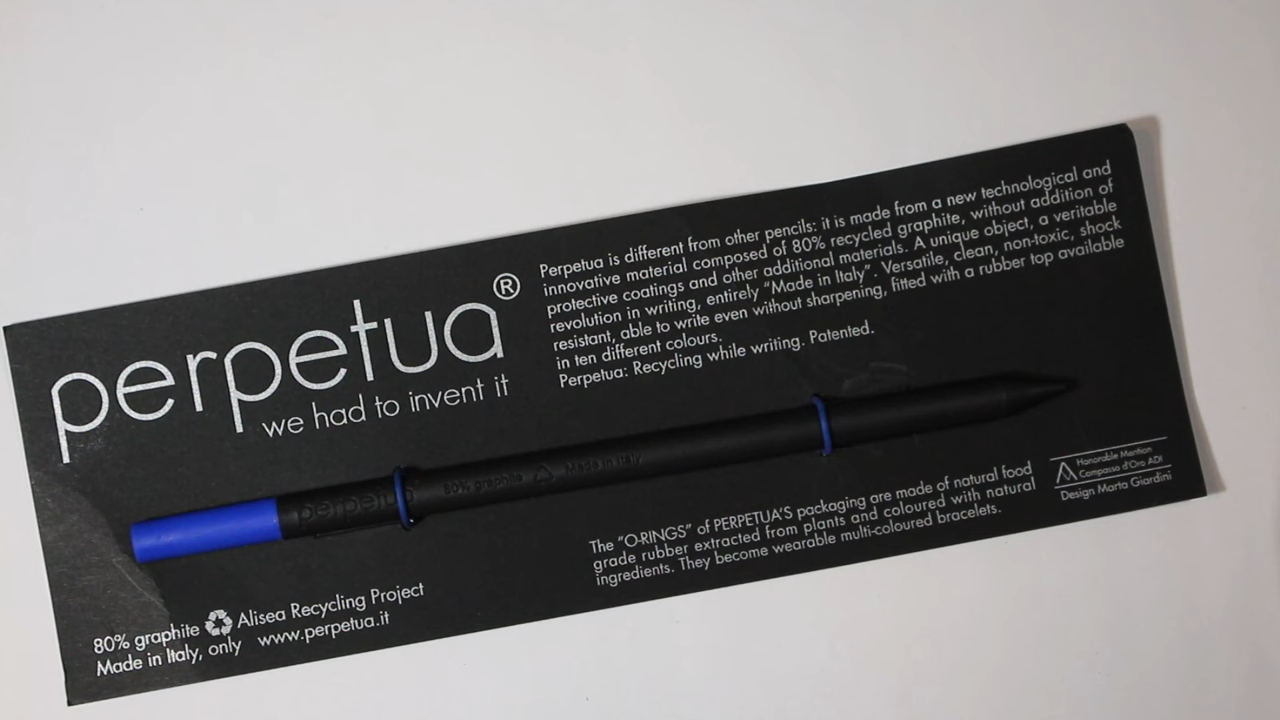 perpetua®
we had to invent it
Perpetua is different from other pencils: it is made from a new technological and
innovative material composed of 80% recycled graphite, without addition of
protective coatings and other additional materials. A unique object, a veritable
revolution in writing, entirely “Made in Italy”. Versatile, clean, non-toxic, shock
resistant, able to write even without sharpening, fitted with a rubber top available
in ten different colours.
Perpetua: Recycling while writing. Patented.
perpetua
80% graphite Made in Italy
The “O-RINGS” of PERPETUA'S packaging are made of natural food
grade rubber extracted from plants and coloured with natural
ingredients. They become wearable multi-coloured bracelets.
Honorable Mention
Compasso d'Oro ADI
Design Marta Giardini
80% graphite Alisea Recycling Project
Made in Italy, only www.perpetua.it